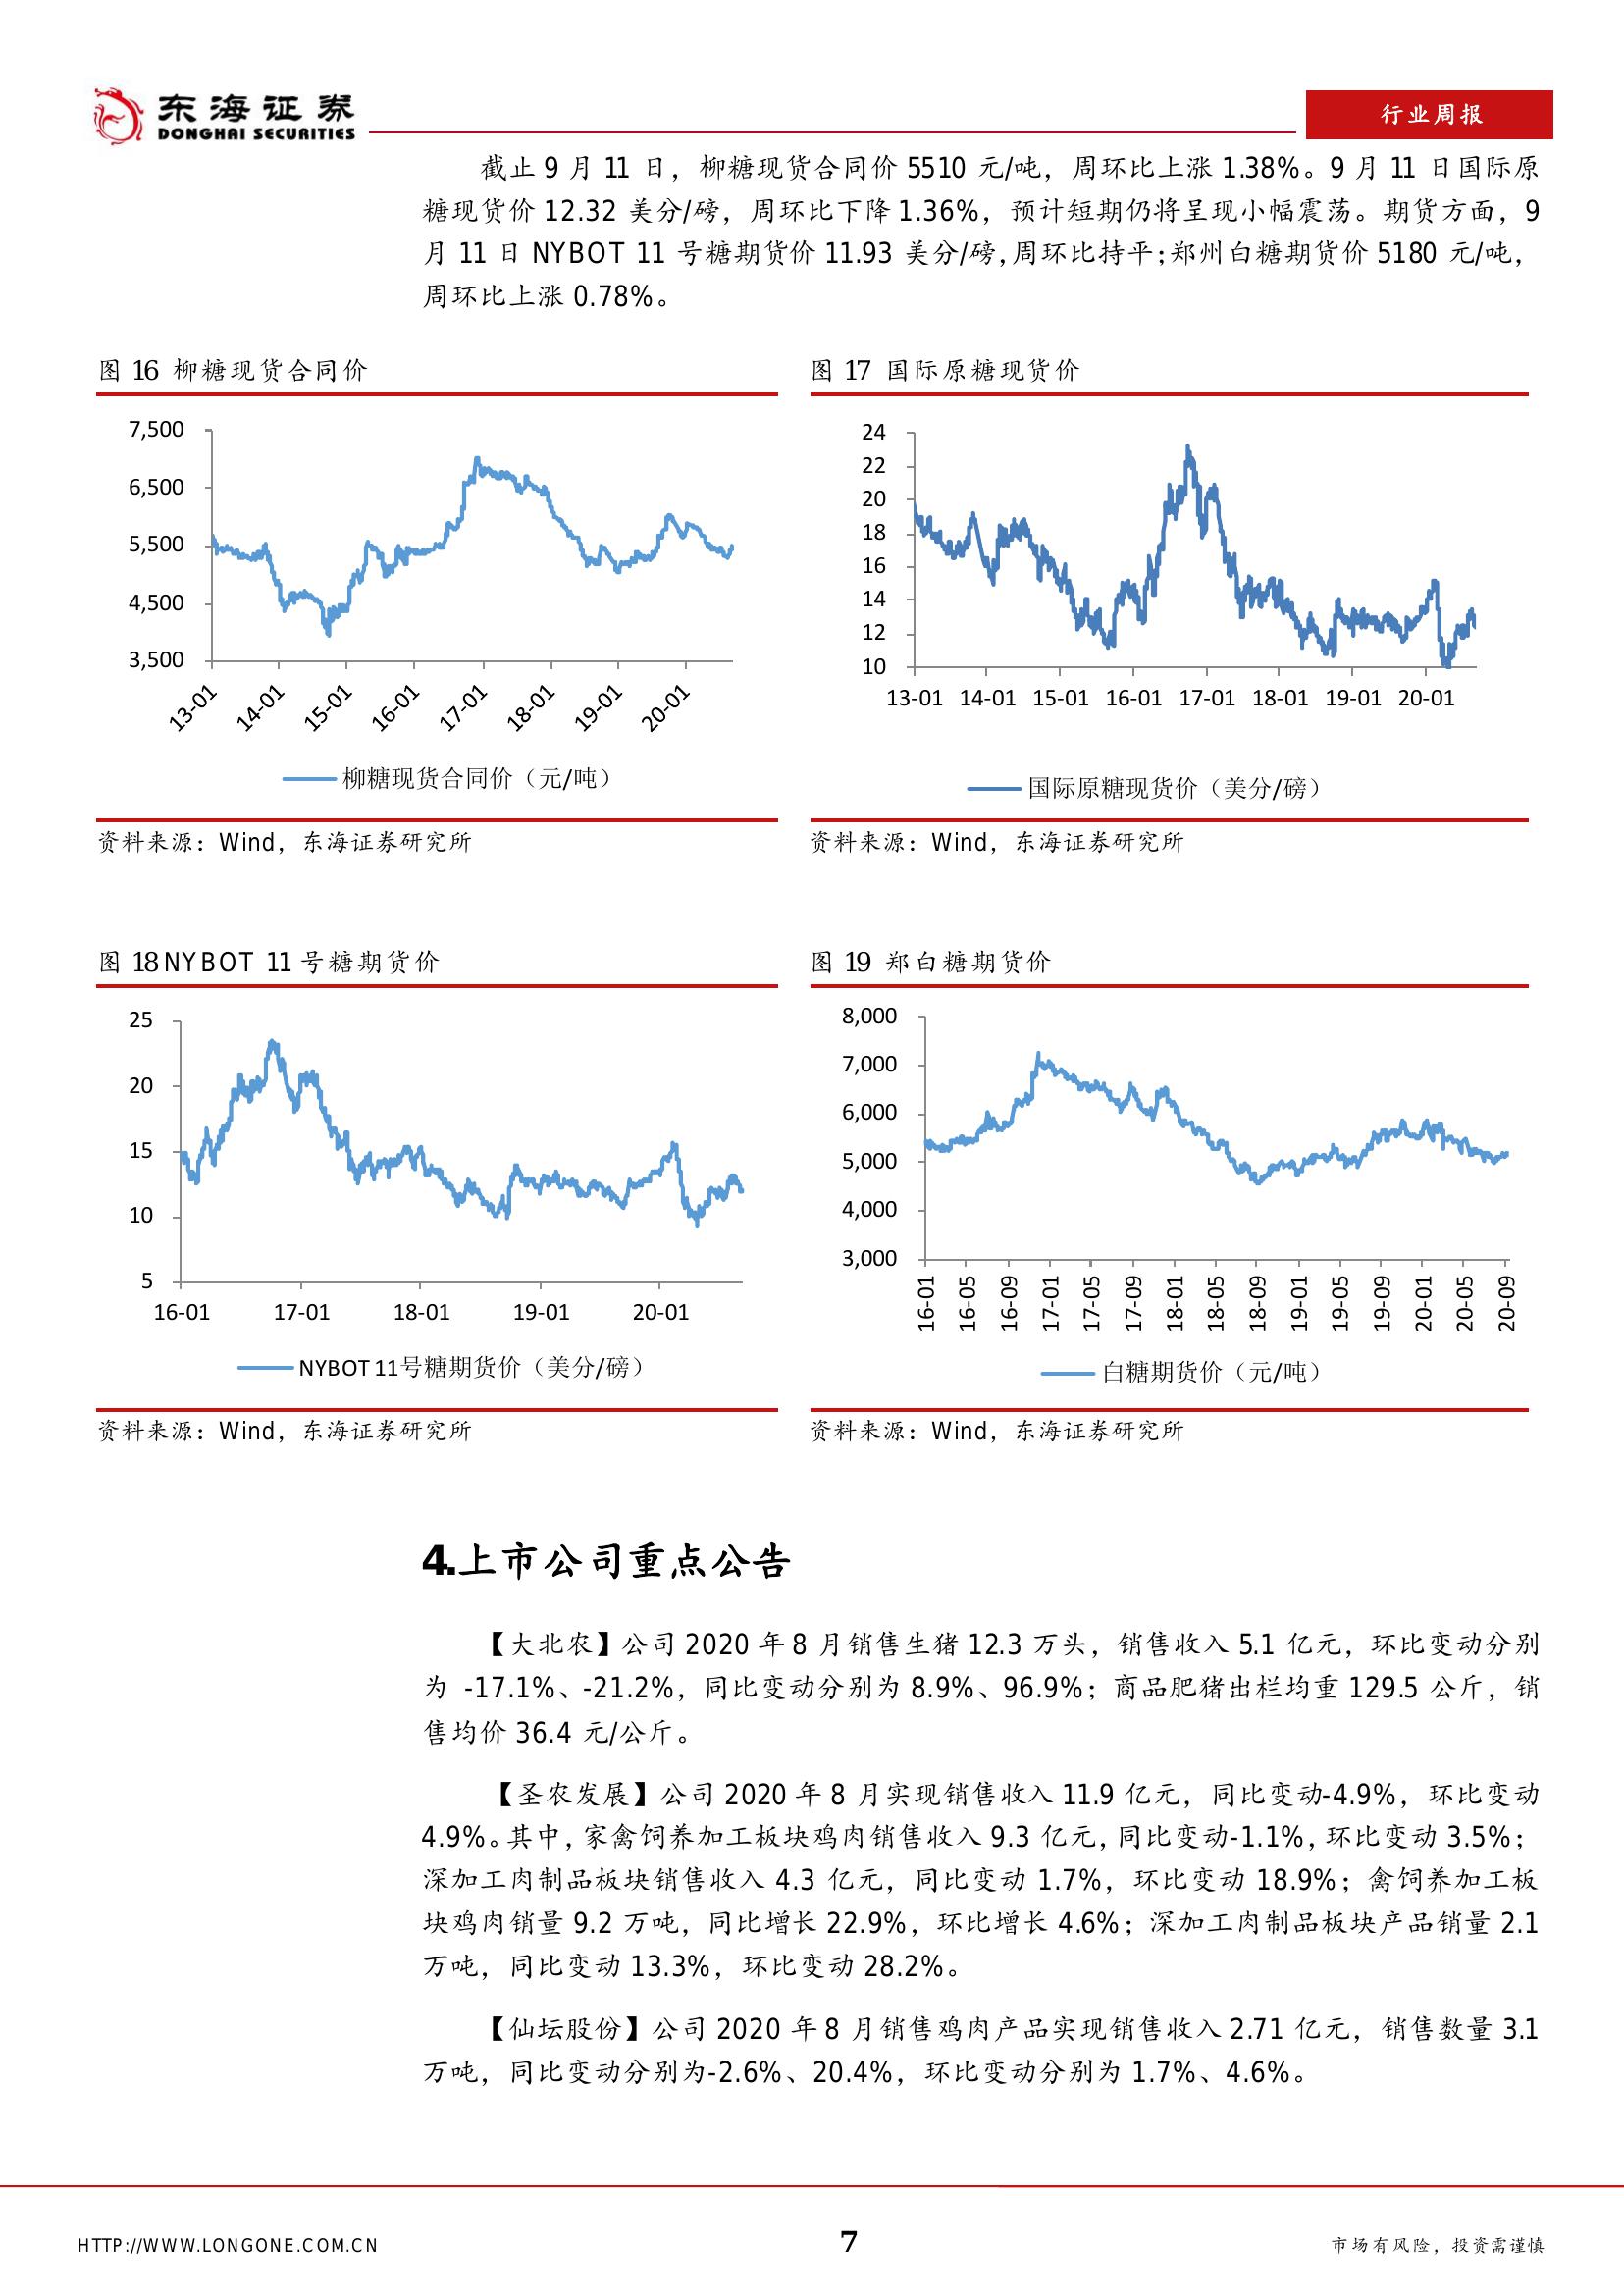 东海证券
DONGHAI SECURITIES
行业周报
截止 9 月 11 日，柳糖现货合同价 5510 元/吨，周环比上涨 1.38%。9 月 11 日国际原
糖现货价 12.32 美分/磅，周环比下降 1.36%，预计短期仍将呈现小幅震荡。期货方面，9
月 11 日 NYBOT 11 号糖期货价 11.93 美分/磅，周环比持平；郑州白糖期货价 5180 元/吨，
周环比上涨 0.78%。
图 16 柳糖现货合同价
7,500
6,500
5,500
4,500
3,500
13-01 14-01 15-01 16-01 17-01 18-01 19-01 20-01
柳糖现货合同价（元/吨）
资料来源：Wind，东海证券研究所
图 17 国际原糖现货价
24
22
20
18
16
14
12
10
13-01 14-01 15-01 16-01 17-01 18-01 19-01 20-01
国际原糖现货价（美分/磅）
资料来源：Wind，东海证券研究所
图 18 NYBOT 11 号糖期货价
25
20
15
10
5
16-01 17-01 18-01 19-01 20-01
NYBOT 11号糖期货价（美分/磅）
资料来源：Wind，东海证券研究所
图 19 郑白糖期货价
8,000
7,000
6,000
5,000
4,000
3,000
16-01 16-05 16-09 17-01 17-05 17-09 18-01 18-05 18-09 19-01 19-05 19-09 20-01 20-05 20-09
白糖期货价（元/吨）
资料来源：Wind，东海证券研究所
4.上市公司重点公告
【大北农】公司 2020 年 8 月销售生猪 12.3 万头，销售收入 5.1 亿元，环比变动分别
为 -17.1%、-21.2%，同比变动分别为 8.9%、96.9%；商品肥猪出栏均重 129.5 公斤，销
售均价 36.4 元/公斤。
【圣农发展】公司 2020 年 8 月实现销售收入 11.9 亿元，同比变动-4.9%，环比变动
4.9%。其中，家禽饲养加工板块鸡肉销售收入 9.3 亿元，同比变动-1.1%，环比变动 3.5%；
深加工肉制品板块销售收入 4.3 亿元，同比变动 1.7%，环比变动 18.9%；禽饲养加工板
块鸡肉销量 9.2 万吨，同比增长 22.9%，环比增长 4.6%；深加工肉制品板块产品销量 2.1
万吨，同比变动 13.3%，环比变动 28.2%。
【仙坛股份】公司 2020 年 8 月销售鸡肉产品实现销售收入 2.71 亿元，销售数量 3.1
万吨，同比变动分别为-2.6%、20.4%，环比变动分别为 1.7%、4.6%。
HTTP://WWW.LONGONE.COM.CN
7
市场有风险，投资需谨慎